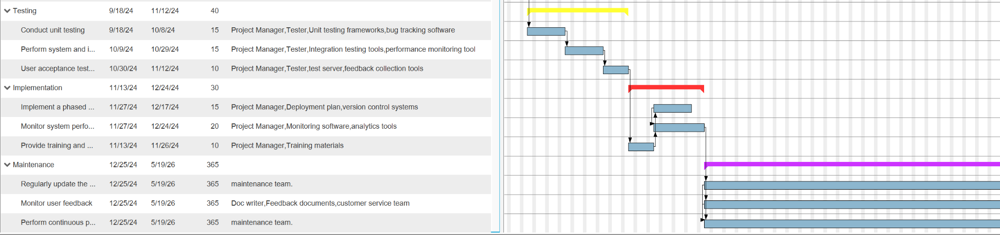 Testing 9/18/24 11/12/24 40
Conduct unit testing 9/18/24 10/8/24 15 Project Manager,Tester,Unit testing frameworks,bug tracking software
Perform system and i... 10/9/24 10/29/24 15 Project Manager,Tester,Integration testing tools,performance monitoring tool
User acceptance test... 10/30/24 11/12/24 10 Project Manager,Tester,test server,feedback collection tools
Implementation 11/13/24 12/24/24 30
Implement a phased ... 11/27/24 12/17/24 15 Project Manager,Deployment plan,version control systems
Monitor system perfo... 11/27/24 12/24/24 20 Project Manager,Monitoring software,analytics tools
Provide training and ... 11/13/24 11/26/24 10 Project Manager,Training materials
Maintenance 12/25/24 5/19/26 365
Regularly update the ... 12/25/24 5/19/26 365 maintenance team.
Monitor user feedback 12/25/24 5/19/26 365 Doc writer,Feedback documents,customer service team
Perform continuous p... 12/25/24 5/19/26 365 maintenance team.